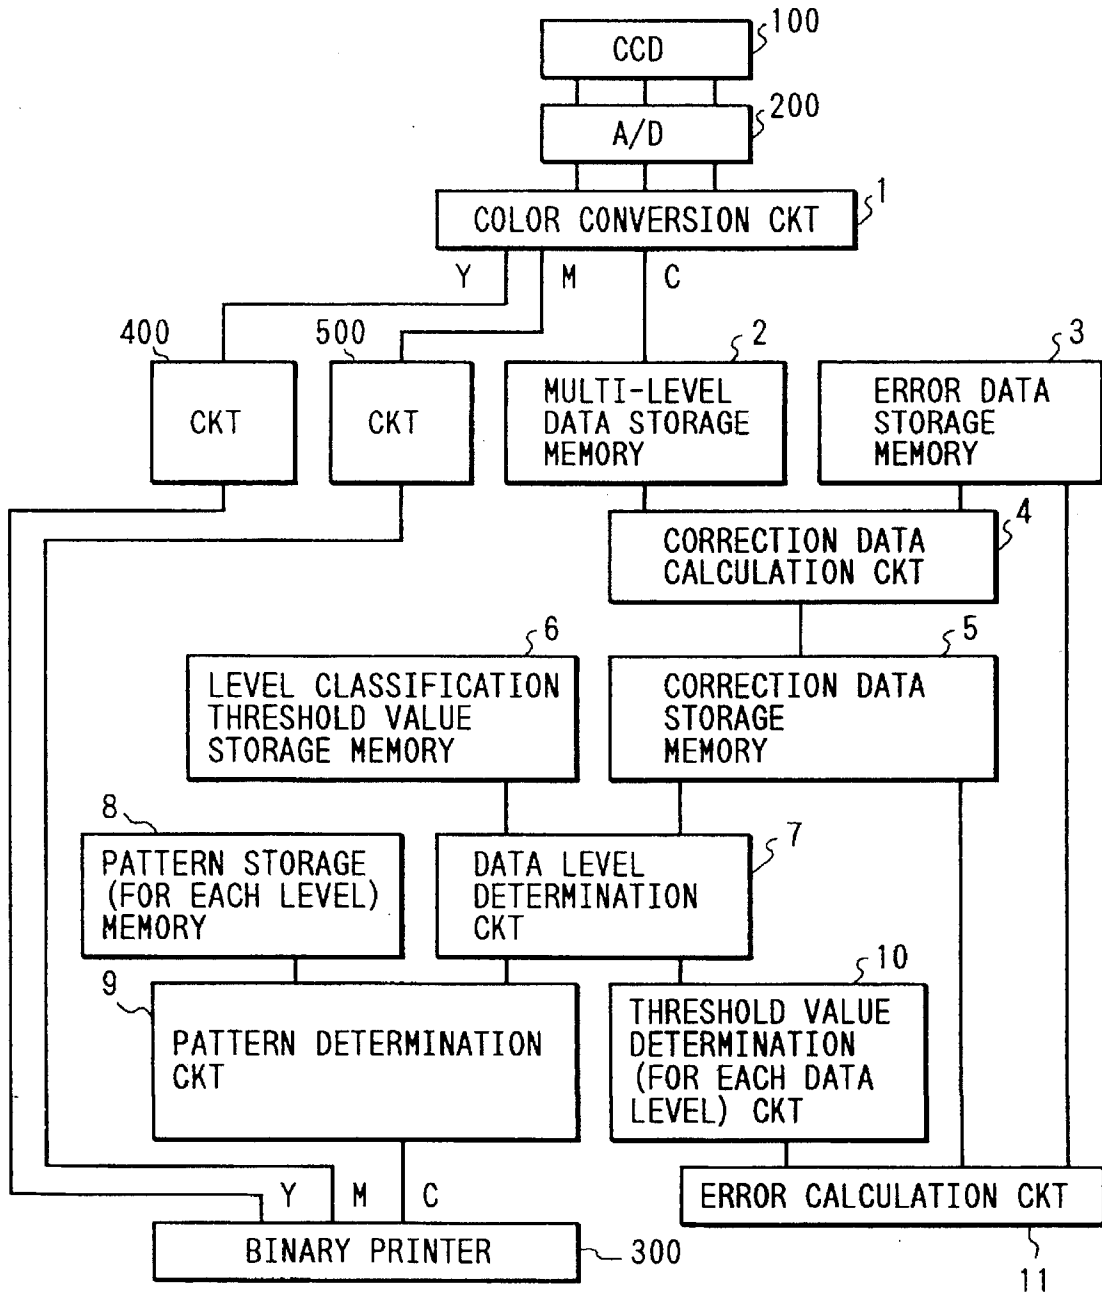 100
CCD
200
A/D
1
COLOR CONVERSION CKT
Y M C
400
CKT
500
CKT
2
MULTI-LEVEL
DATA STORAGE
MEMORY
3
ERROR DATA
STORAGE
MEMORY
4
CORRECTION DATA
CALCULATION CKT
6
LEVEL CLASSIFICATION
THRESHOLD VALUE
STORAGE MEMORY
5
CORRECTION DATA
STORAGE
MEMORY
8
PATTERN STORAGE
(FOR EACH LEVEL)
MEMORY
7
DATA LEVEL
DETERMINATION
CKT
9
PATTERN DETERMINATION
CKT
10
THRESHOLD VALUE
DETERMINATION
(FOR EACH DATA
LEVEL) CKT
Y M C
ERROR CALCULATION CKT
11
BINARY PRINTER
300